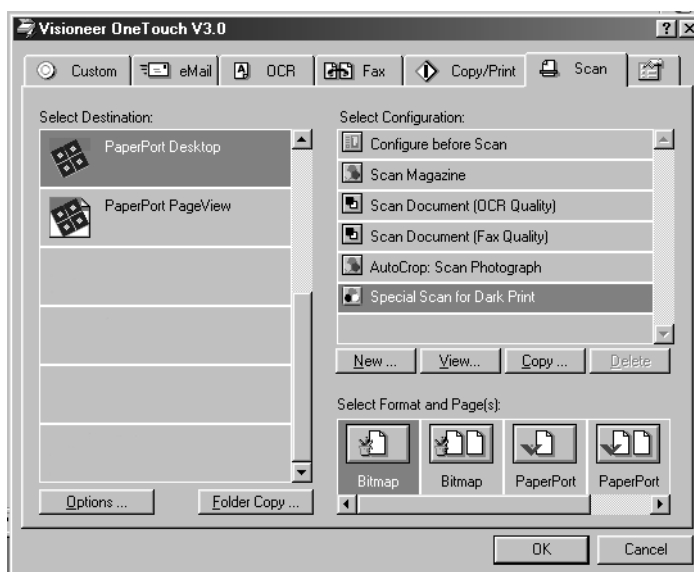 Visioneer OneTouch V3.0
Custom
eMail
OCR
Fax
Copy/Print
Scan
Select Destination:
PaperPort Desktop
PaperPort PageView
Options ...
Folder Copy ...
Select Configuration:
Configure before Scan
Scan Magazine
Scan Document (OCR Quality)
Scan Document (Fax Quality)
AutoCrop: Scan Photograph
Special Scan for Dark Print
New ...
View...
Copy ...
Delete
Select Format and Page(s):
Bitmap
Bitmap
PaperPort
PaperPort
OK
Cancel